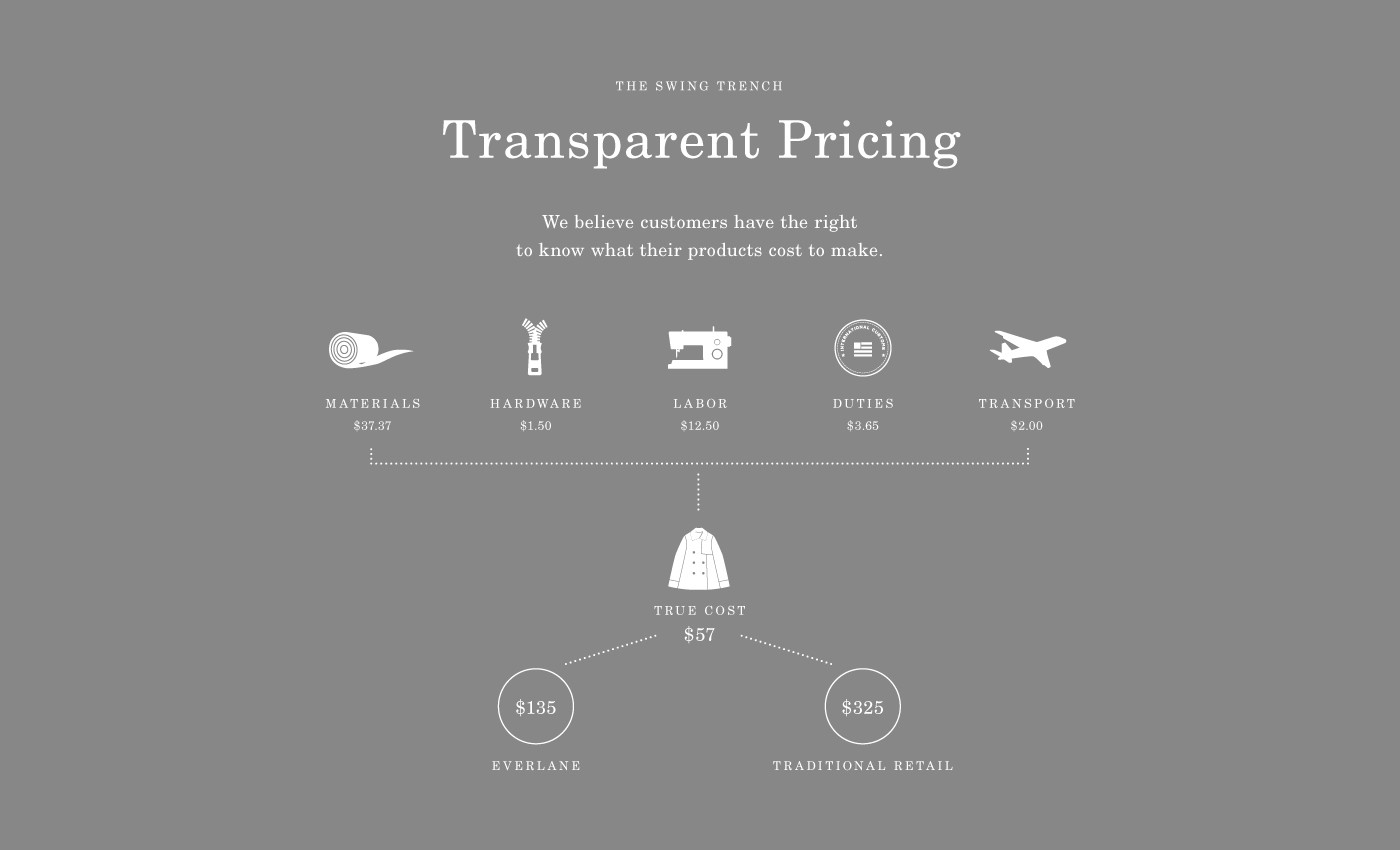 THE SWING TRENCH
Transparent Pricing
We believe customers have the right
to know what their products cost to make.
INTERNATIONAL CUSTOMS
MATERIALS
$37.37
HARDWARE
$1.50
LABOR
$12.50
DUTIES
$3.65
TRANSPORT
$2.00
TRUE COST
$57
$135
EVERLANE
$325
TRADITIONAL RETAIL